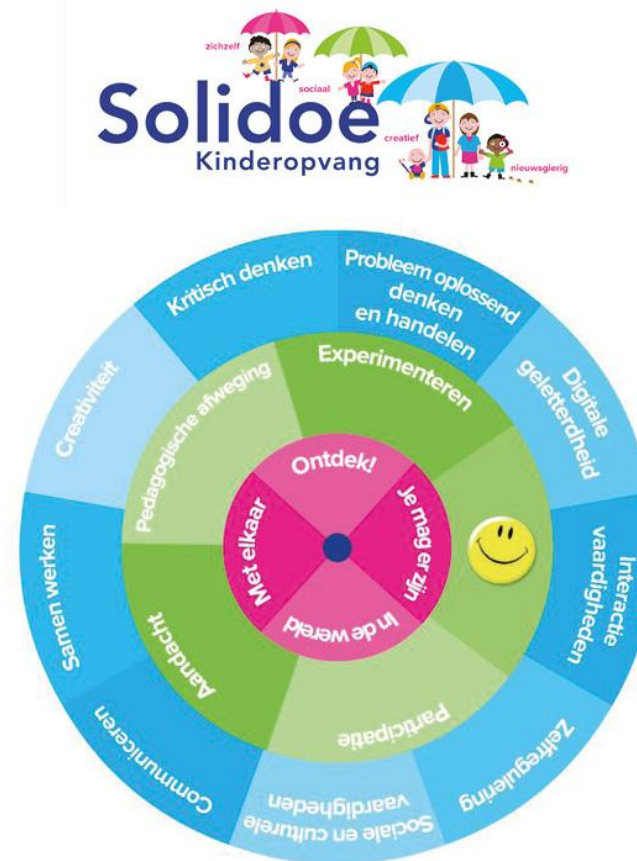 zichzelf
sociaal
Solidoe
creatief
Kinderopvang
nieuwsgierig
Kritisch denken
Probleem oplossend
denken
en handelen
Digitale
geletterdheid
Interactie
vaardigheden
Zelfregulering
Sociale en culturele
vaardigheden
Communiceren
Samen werken
Creativiteit
Pedagogische afweging
Experimenteren
Participatie
Aandacht
Ontdek!
Je mag er zijn
In de wereld
Met elkaar